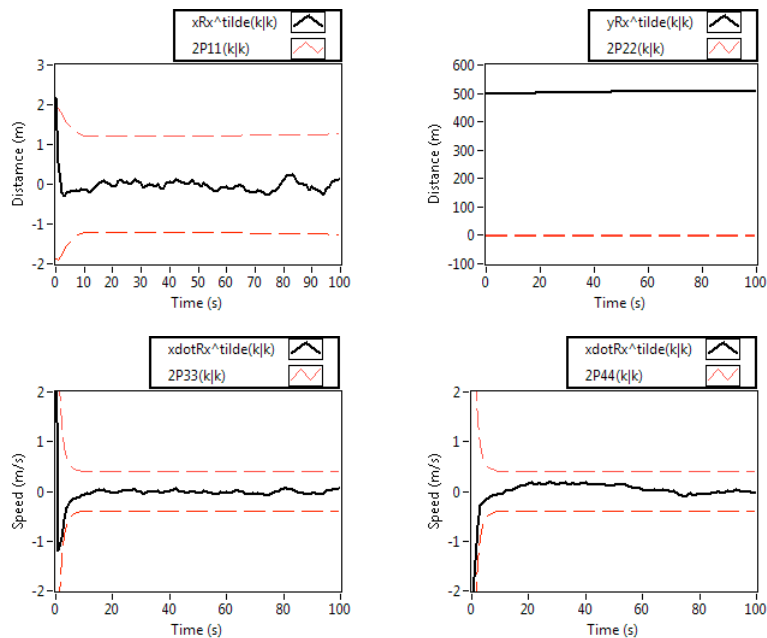 xRx^tilde(k|k)
2P11(k|k)
3
2
1
0
-1
-2
Distamce (m)
0 10 20 30 40 50 60 70 80 90 100
Time (s)
yRx^tilde(k|k)
2P22(k|k)
600
500
400
300
200
100
0
-100
Distance (m)
0 20 40 60 80 100
Time (s)
xdotRx^tilde(k|k)
2P33(k|k)
2
1
0
-1
-2
Speed (m/s)
0 20 40 60 80 100
Time (s)
xdotRx^tilde(k|k)
2P44(k|k)
2
1
0
-1
-2
Speed (m/s)
0 20 40 60 80 100
Time (s)